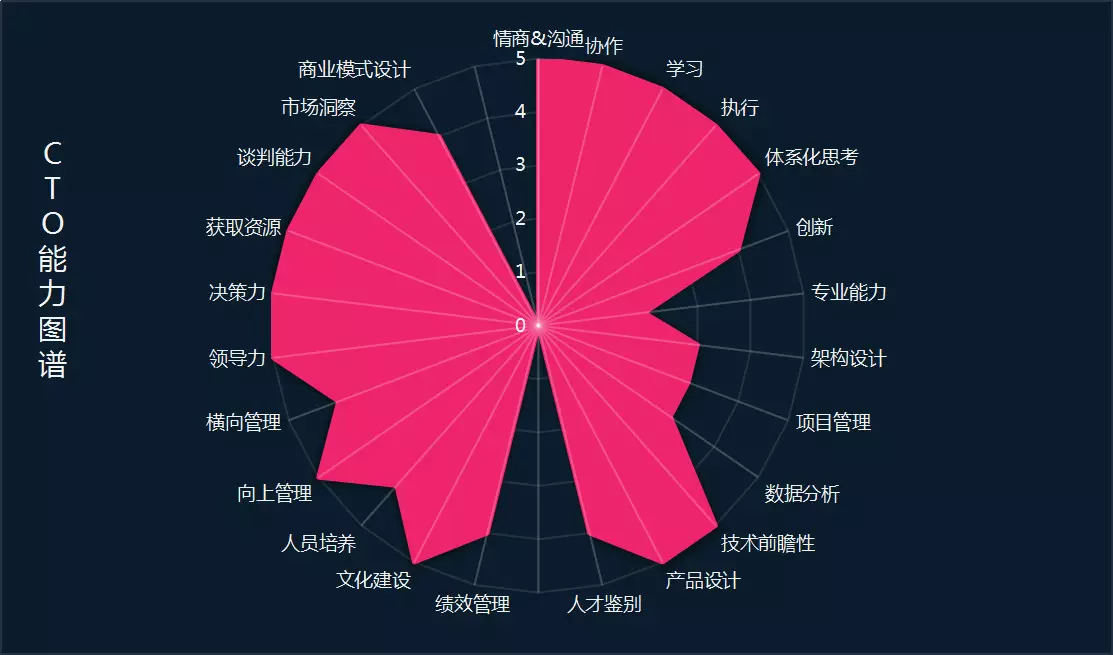 CTO能力图谱
情商&沟通
协作
学习
执行
体系化思考
创新
专业能力
架构设计
项目管理
数据分析
技术前瞻性
产品设计
人才鉴别
绩效管理
文化建设
人员培养
向上管理
横向管理
领导力
决策力
获取资源
谈判能力
市场洞察
商业模式设计
5
4
3
2
1
0